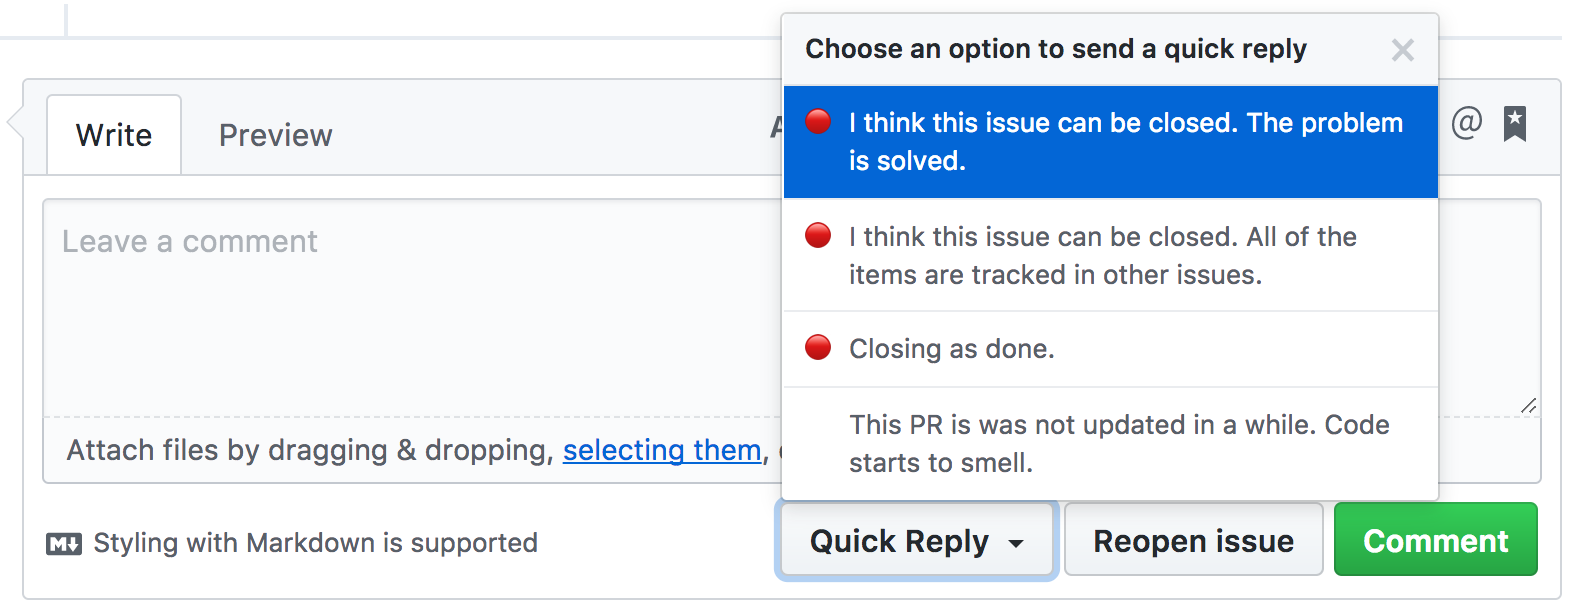 Choose an option to send a quick reply
Write
Preview
@
I think this issue can be closed. The problem
is solved.
Leave a comment
I think this issue can be closed. All of the
items are tracked in other issues.
Closing as done.
This PR is was not updated in a while. Code
starts to smell.
Attach files by dragging & dropping, selecting them,
M Styling with Markdown is supported
Quick Reply
Reopen issue
Comment